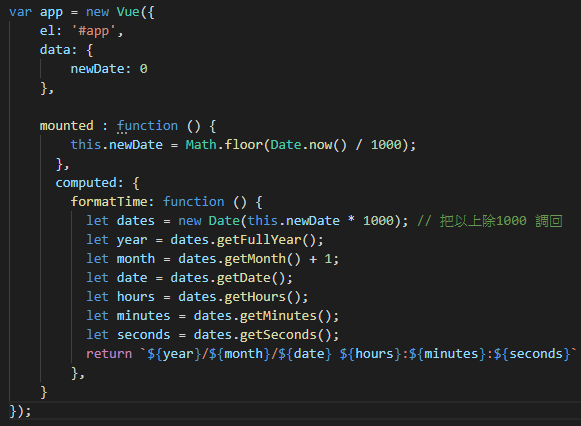 var app = new Vue({
    el: '#app',
    data: {
        newDate: 0
    },

    mounted : function () {
        this.newDate = Math.floor(Date.now() / 1000);
      },
      computed: {
        formatTime: function () {
          let dates = new Date(this.newDate * 1000); // 把以上除1000 調回
          let year = dates.getFullYear();
          let month = dates.getMonth() + 1;
          let date = dates.getDate();
          let hours = dates.getHours();
          let minutes = dates.getMinutes();
          let seconds = dates.getSeconds();
          return `${year}/${month}/${date} ${hours}:${minutes}:${seconds}`
        },
    }
});